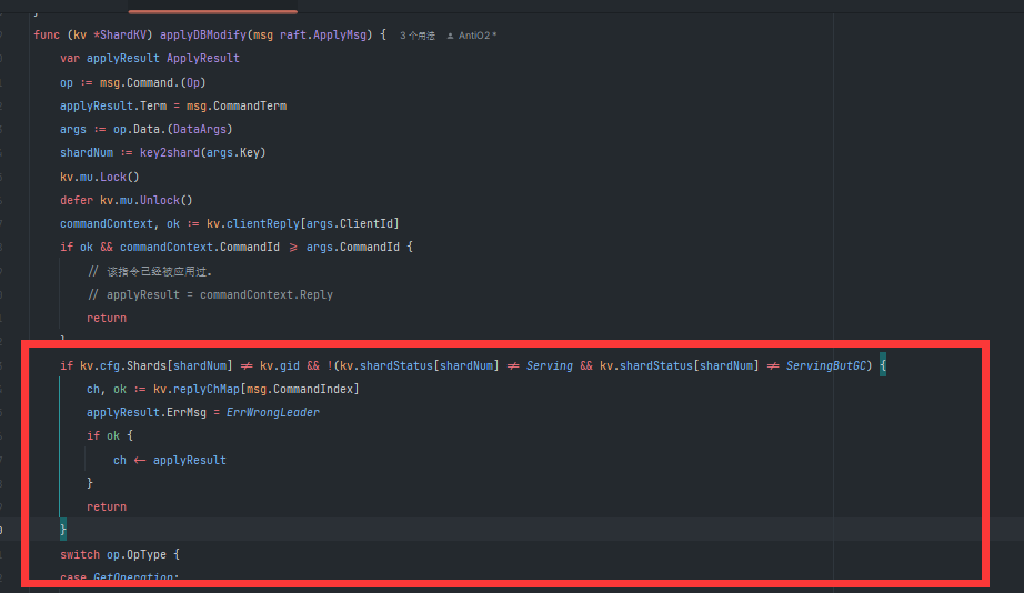 }
func (kv *ShardKV) applyDBModify(msg raft.ApplyMsg) { 3 个用法 AntiO2 *
var applyResult ApplyResult
op := msg.Command.(Op)
applyResult.Term = msg.CommandTerm
args := op.Data.(DataArgs)
shardNum := key2shard(args.Key)
kv.mu.Lock()
defer kv.mu.Unlock()
commandContext, ok := kv.clientReply[args.ClientId]
if ok && commandContext.CommandId >= args.CommandId {
// 该指令已经被应用过.
// applyResult = commandContext.Reply
return
}
if kv.cfg.Shards[shardNum] != kv.gid && !(kv.shardStatus[shardNum] != Serving && kv.shardStatus[shardNum] != ServingButGC) {
ch, ok := kv.replyChMap[msg.CommandIndex]
applyResult.ErrMsg = ErrWrongLeader
if ok {
ch <- applyResult
}
return
}
switch op.OpType {
case GetOperation: